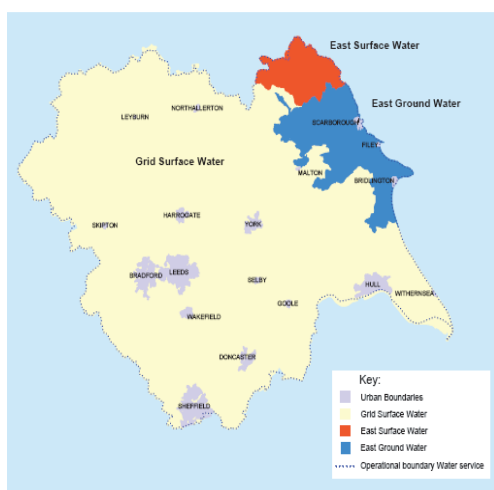 East Surface Water
East Ground Water
NORTHALLERTON
LEYBURN
SCARBOROUGH
FILEY
Grid Surface Water
MALTON
BRIDLINGTON
HARROGATE
SKIPTON
YORK
BRADFORD
LEEDS
SELBY
HULL
WITHERNSEA
GOOLE
WAKEFIELD
DONCASTER
SHEFFIELD
Key:
Urban Boundaries
Grid Surface Water
East Surface Water
East Ground Water
Operational boundary Water service